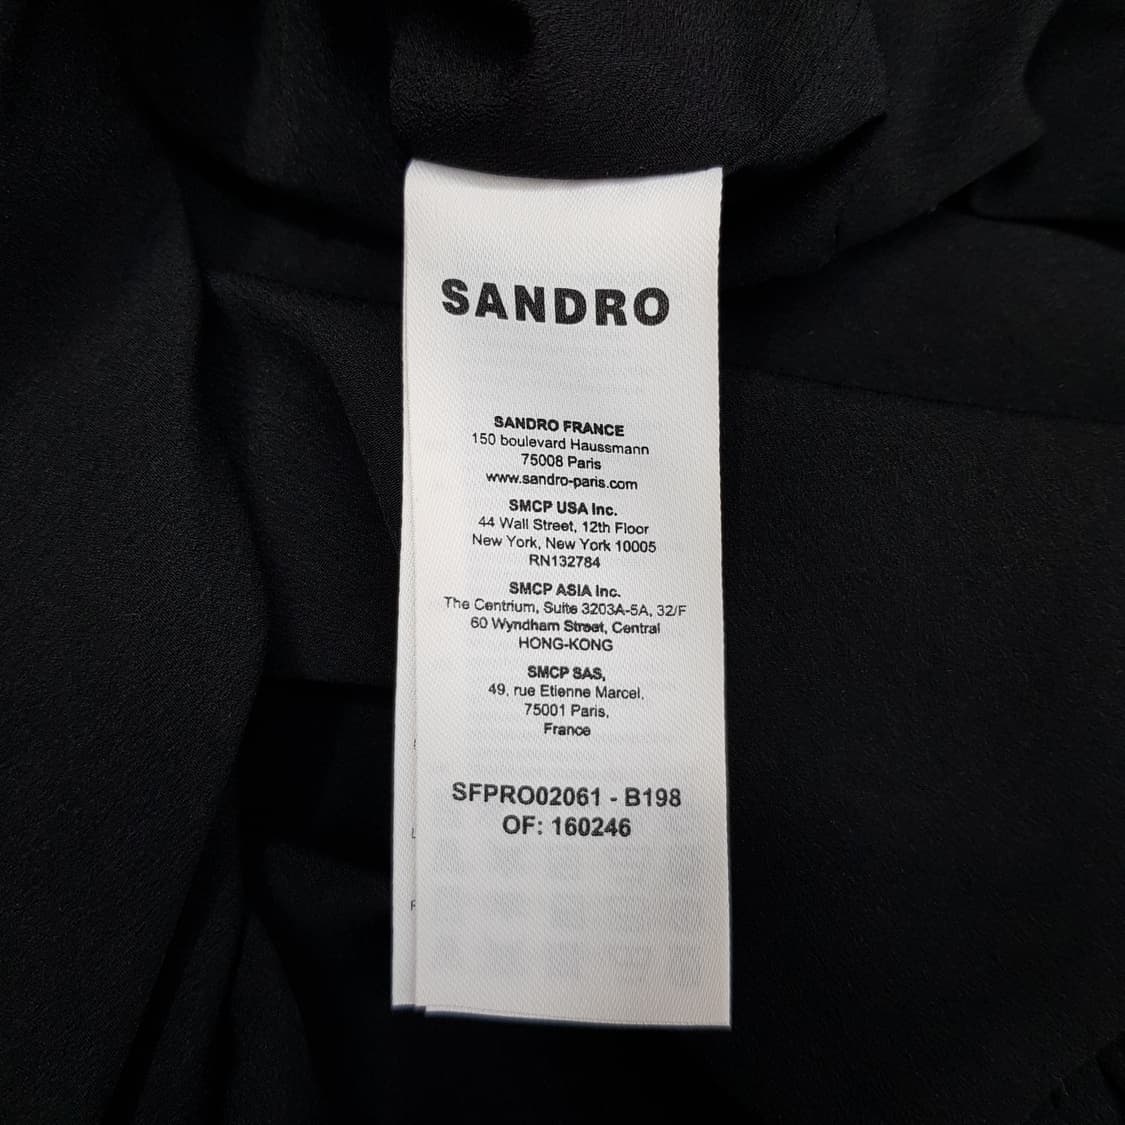 SANDRO
SANDRO FRANCE
150 boulevard Haussmann
75008 Paris
www.sandro-paris.com
SMCP USA Inc.
44 Wall Street, 12th Floor
New York, New York 10005
RN132784
SMCP ASIA Inc.
The Centrium, Suite 3203A-5A, 32/F
60 Wyndham Street, Central
HONG-KONG
SMCP SAS,
49, rue Etienne Marcel,
75001 Paris,
France
SFPRO02061 - B198
OF: 160246